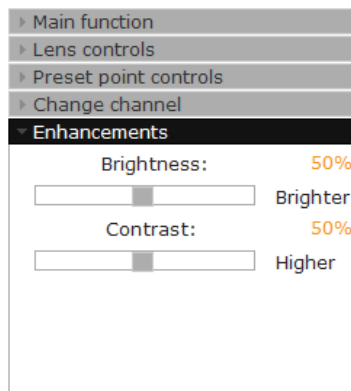 Main function
Lens controls
Preset point controls
Change channel
Enhancements
Brightness: 50%
Brighter
Contrast: 50%
Higher